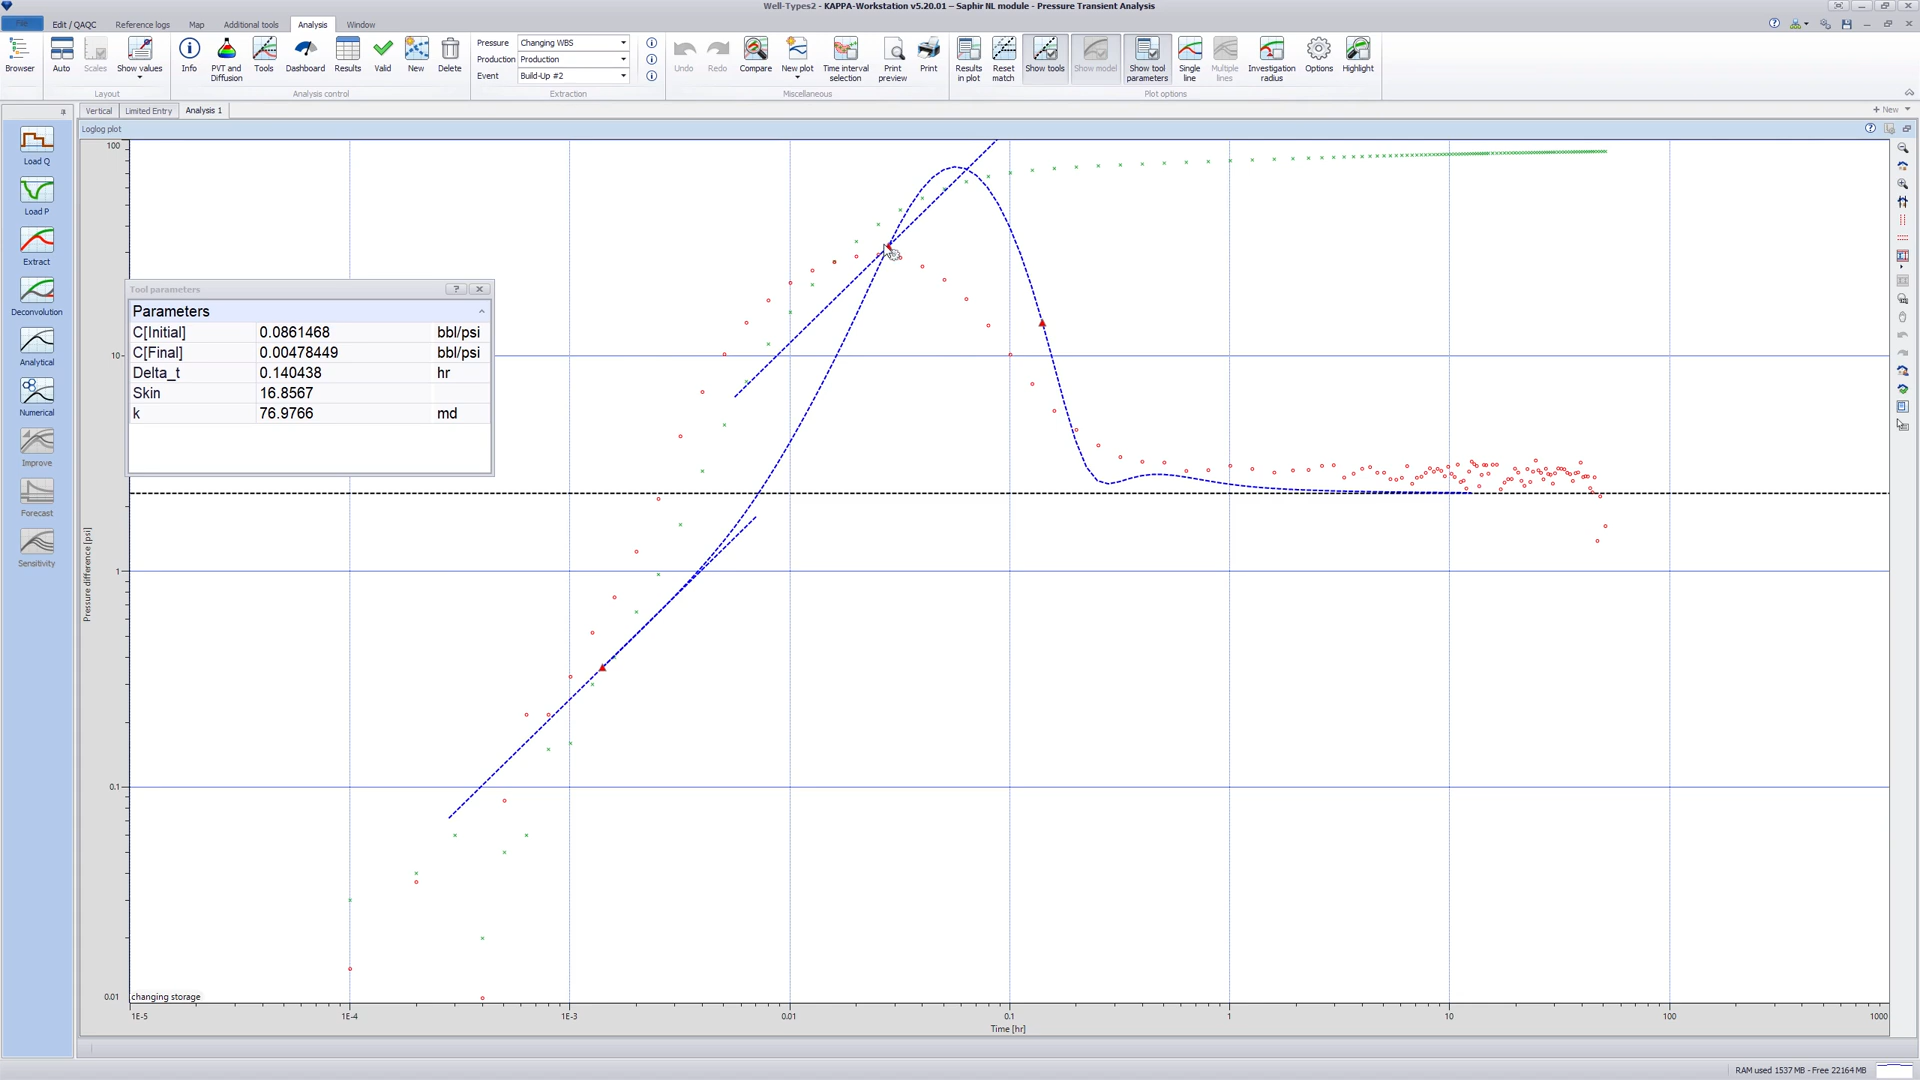 Well-Types2 - KAPPA-Workstation v5.20.01 – Saphir NL module - Pressure Transient Analysis
File Edit / QAQC Reference logs Map Additional tools Analysis Window
Browser Auto Scales Show values Info PVT and Diffusion Tools Dashboard Results Valid New Delete
Pressure Changing WBS
Production Production
Event Build-Up #2
Undo Redo Compare New plot Time interval selection Print preview Print Results in plot Reset match Show tools Show model Show tool parameters Single line Multiple lines Investigation radius Options Highlight
Layout Analysis control Extraction Miscellaneous Plot options
Vertical Limited Entry Analysis 1 + New
Loglog plot
Load Q
Load P
Extract
Deconvolution
Analytical
Numerical
Improve
Forecast
Sensitivity
Tool parameters
Parameters
C[Initial] 0.0861468 bbl/psi
C[Final] 0.00478449 bbl/psi
Delta_t 0.140438 hr
Skin 16.8567
k 76.9766 md
100
10
1
0.1
0.01
Pressure difference [psi]
changing storage
1E-5 1E-4 1E-3 0.01 0.1 1 10 100 1000
Time [hr]
RAM used 1537 MB - Free 22164 MB